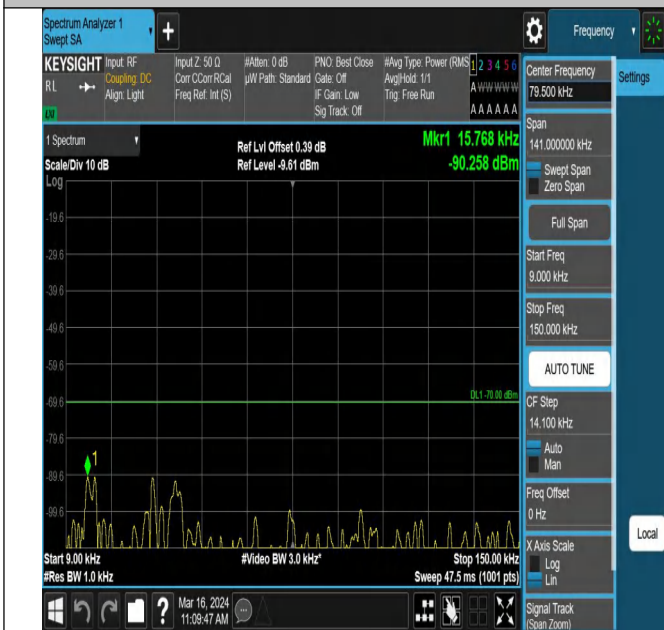 Spectrum Analyzer 1
Swept SA
Frequency
Settings
KEYSIGHT
RL
LXI
Input: RF
Coupling: DC
Align: Light
Input Z: 50 Ω
Corr CCorr RCal
Freq Ref: Int (S)
#Atten: 0 dB
µW Path: Standard
PNO: Best Close
Gate: Off
IF Gain: Low
Sig Track: Off
#Avg Type: Power (RMS
Avg|Hold: 1/1
Trig: Free Run
1 2 3 4 5 6
A W W W W W
A A A A A A
1 Spectrum
Scale/Div 10 dB
Log
Ref Lvl Offset 0.39 dB
Ref Level -9.61 dBm
Mkr1 15.768 kHz
-90.258 dBm
-19.6
-29.6
-39.6
-49.6
-59.6
-69.6
-79.6
-89.6
-99.6
DL1 -70.00 dBm
1
Start 9.00 kHz
#Res BW 1.0 kHz
#Video BW 3.0 kHz*
Stop 150.00 kHz
Sweep 47.5 ms (1001 pts)
Center Frequency
79.500 kHz
Span
141.000000 kHz
Swept Span
Zero Span
Full Span
Start Freq
9.000 kHz
Stop Freq
150.000 kHz
AUTO TUNE
CF Step
14.100 kHz
Auto
Man
Freq Offset
0 Hz
X Axis Scale
Log
Lin
Signal Track
(Span Zoom)
Local
?
Mar 16, 2024
11:09:47 AM